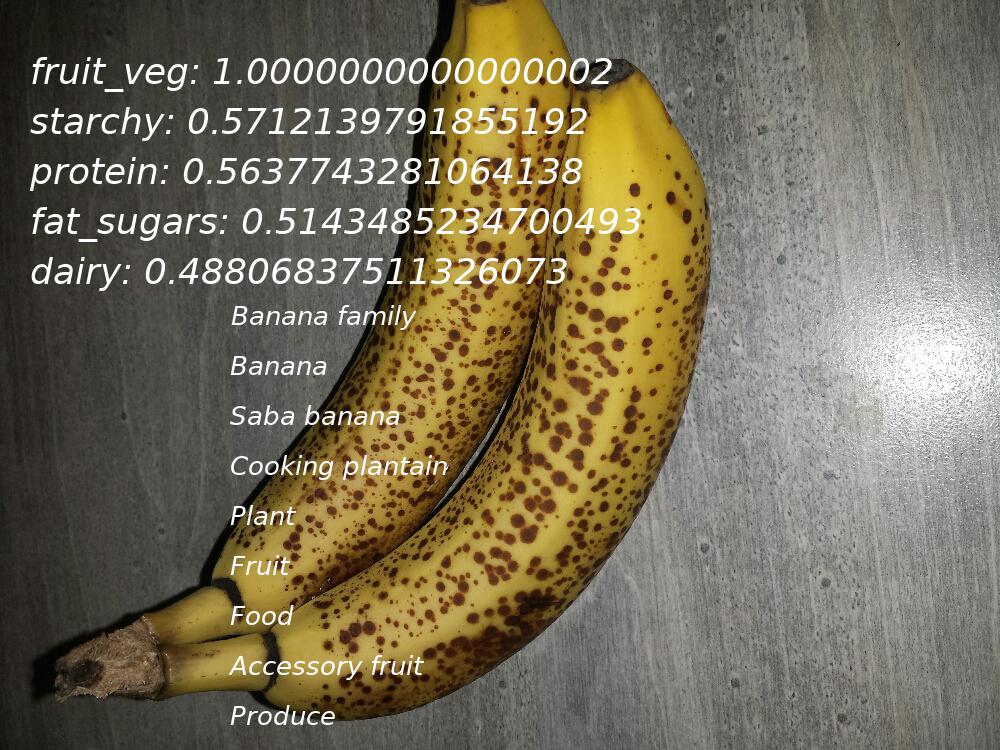 fruit_veg: 1.0000000000000002
starchy: 0.5712139791855192
protein: 0.5637743281064138
fat_sugars: 0.5143485234700493
dairy: 0.48806837511326073
Banana family
Banana
Saba banana
Cooking plantain
Plant
Fruit
Food
Accessory fruit
Produce